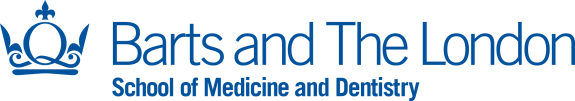 Barts and The London
School of Medicine and Dentistry